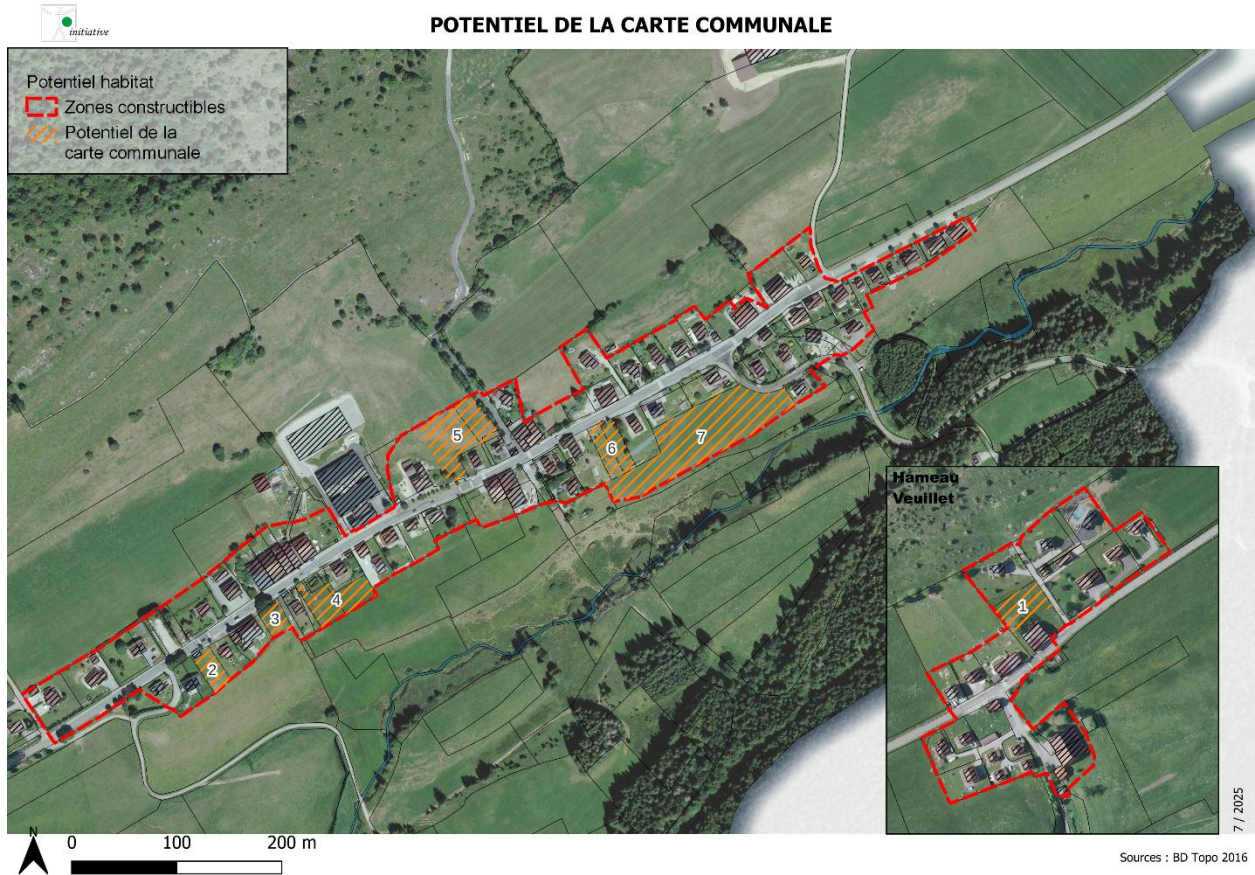 initiative
POTENTIEL DE LA CARTE COMMUNALE
Potentiel habitat
Zones constructibles
Potentiel de la
carte communale
5
6
7
4
3
2
Hameau
Veuillet
1
7 / 2025
N
0 100 200 m
Sources : BD Topo 2016